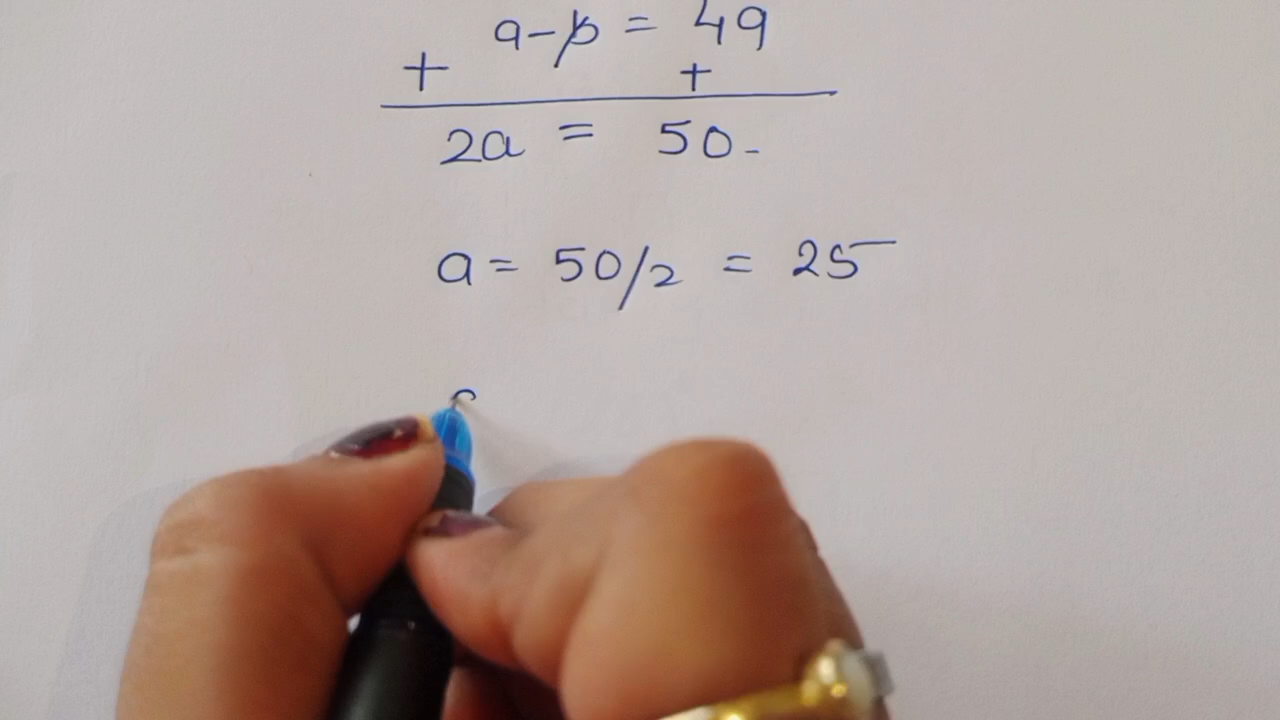 a-b = 49
+ +
2a = 50-
a = 50/2 = 25